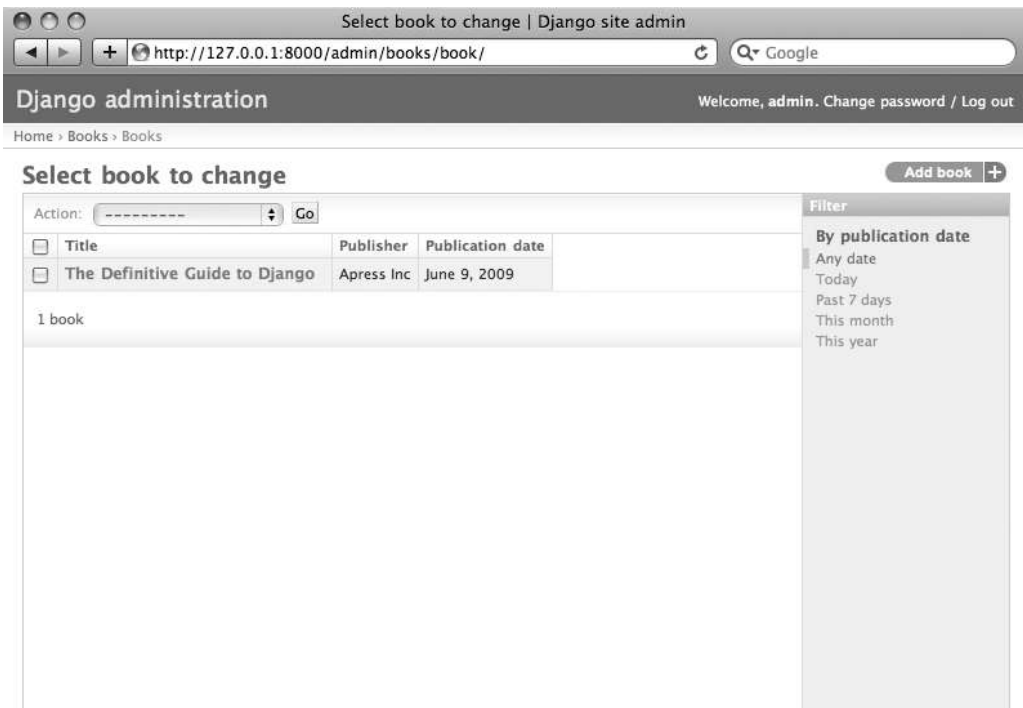 Select book to change | Django site admin
http://127.0.0.1:8000/admin/books/book/
Google
Django administration
Welcome, admin. Change password / Log out
Home › Books › Books
Select book to change
Add book +
Action: --------- Go
Filter
By publication date
Any date
Today
Past 7 days
This month
This year
Title Publisher Publication date
The Definitive Guide to Django Apress Inc June 9, 2009
1 book